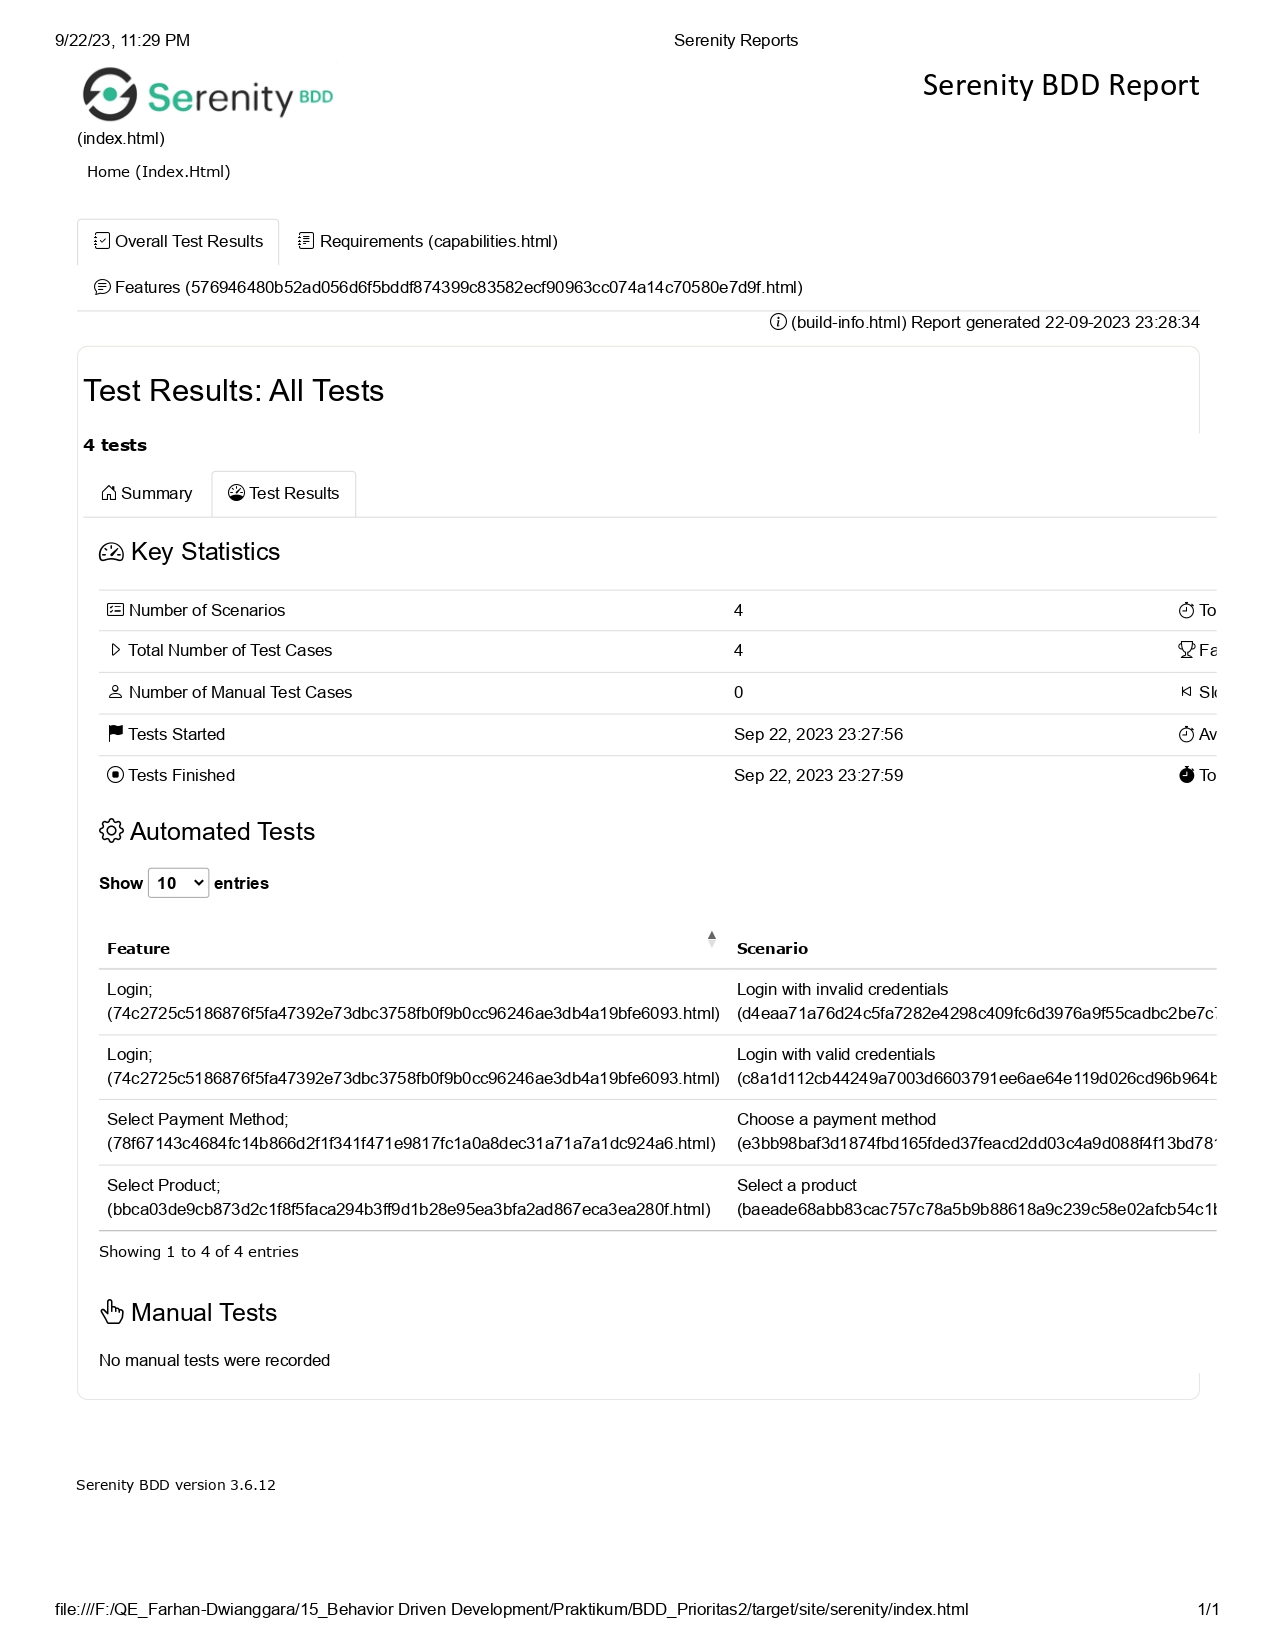 9/22/23, 11:29 PM Serenity Reports
Serenity BDD
Serenity BDD Report
(index.html)
Home (Index.Html)
Overall Test Results Requirements (capabilities.html)
Features (576946480b52ad056d6f5bddf874399c83582ecf90963cc074a14c70580e7d9f.html)
(build-info.html) Report generated 22-09-2023 23:28:34
Test Results: All Tests
4 tests
Summary Test Results
Key Statistics
Number of Scenarios 4 To
Total Number of Test Cases 4 Fa
Number of Manual Test Cases 0 Slo
Tests Started Sep 22, 2023 23:27:56 Av
Tests Finished Sep 22, 2023 23:27:59 To
Automated Tests
Show 10 entries
Feature Scenario
Login; Login with invalid credentials
(74c2725c5186876f5fa47392e73dbc3758fb0f9b0cc96246ae3db4a19bfe6093.html) (d4eaa71a76d24c5fa7282e4298c409fc6d3976a9f55cadbc2be7c7
Login; Login with valid credentials
(74c2725c5186876f5fa47392e73dbc3758fb0f9b0cc96246ae3db4a19bfe6093.html) (c8a1d112cb44249a7003d6603791ee6ae64e119d026cd96b964b
Select Payment Method; Choose a payment method
(78f67143c4684fc14b866d2f1f341f471e9817fc1a0a8dec31a71a7a1dc924a6.html) (e3bb98baf3d1874fbd165fded37feacd2dd03c4a9d088f4f13bd781
Select Product; Select a product
(bbca03de9cb873d2c1f8f5faca294b3ff9d1b28e95ea3bfa2ad867eca3ea280f.html) (baeade68abb83cac757c78a5b9b88618a9c239c58e02afcb54c1b
Showing 1 to 4 of 4 entries
Manual Tests
No manual tests were recorded
Serenity BDD version 3.6.12
file:///F:/QE_Farhan-Dwianggara/15_Behavior Driven Development/Praktikum/BDD_Prioritas2/target/site/serenity/index.html 1/1